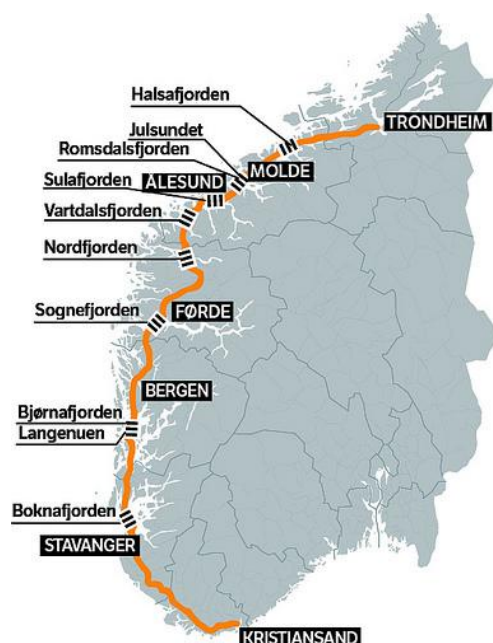 Halsafjorden
TRONDHEIM
Julsundet
Romsdalsfjorden
MOLDE
Sulafjorden
ÅLESUND
Vartdalsfjorden
Nordfjorden
Sognefjorden
FØRDE
BERGEN
Bjørnafjorden
Langenuen
Boknafjorden
STAVANGER
KRISTIANSAND